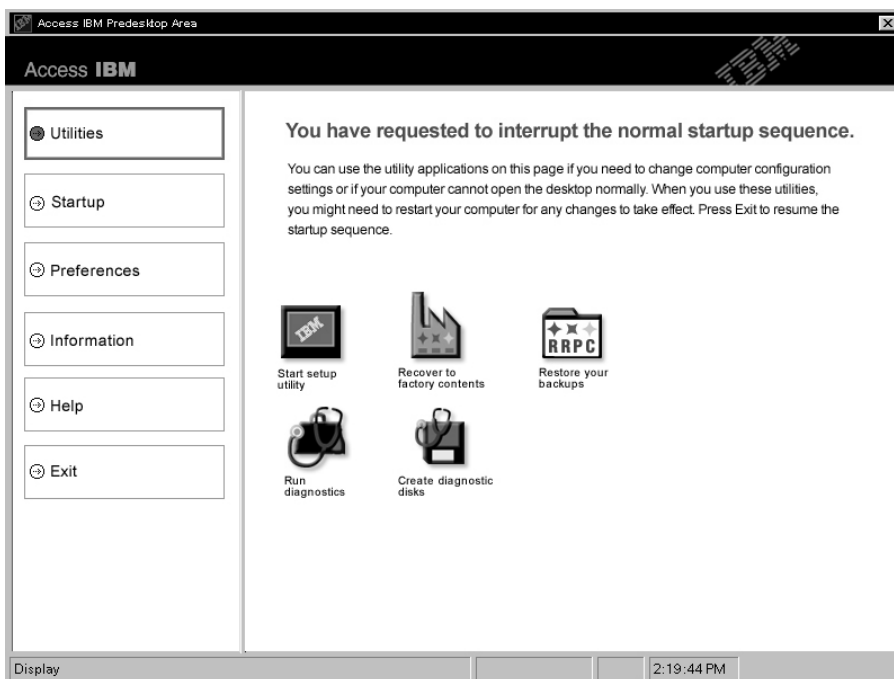 Access IBM Predesktop Area
Access IBM
IBM
Utilities
Startup
Preferences
Information
Help
Exit
You have requested to interrupt the normal startup sequence.
You can use the utility applications on this page if you need to change computer configuration
settings or if your computer cannot open the desktop normally. When you use these utilities,
you might need to restart your computer for any changes to take effect. Press Exit to resume the
startup sequence.
IBM
Start setup
utility
Recover to
factory contents
RRPC
Restore your
backups
Run
diagnostics
Create diagnostic
disks
Display
2:19:44 PM